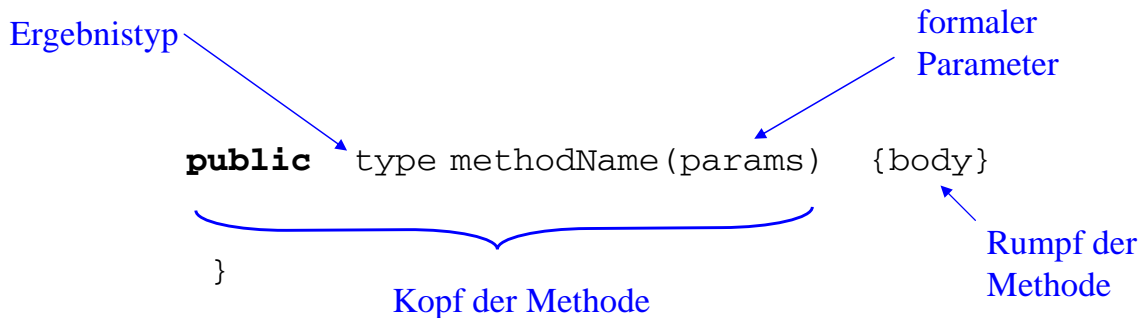 Ergebnistyp
formaler
Parameter
public type methodName(params) {body}
}
Kopf der Methode
Rumpf der
Methode